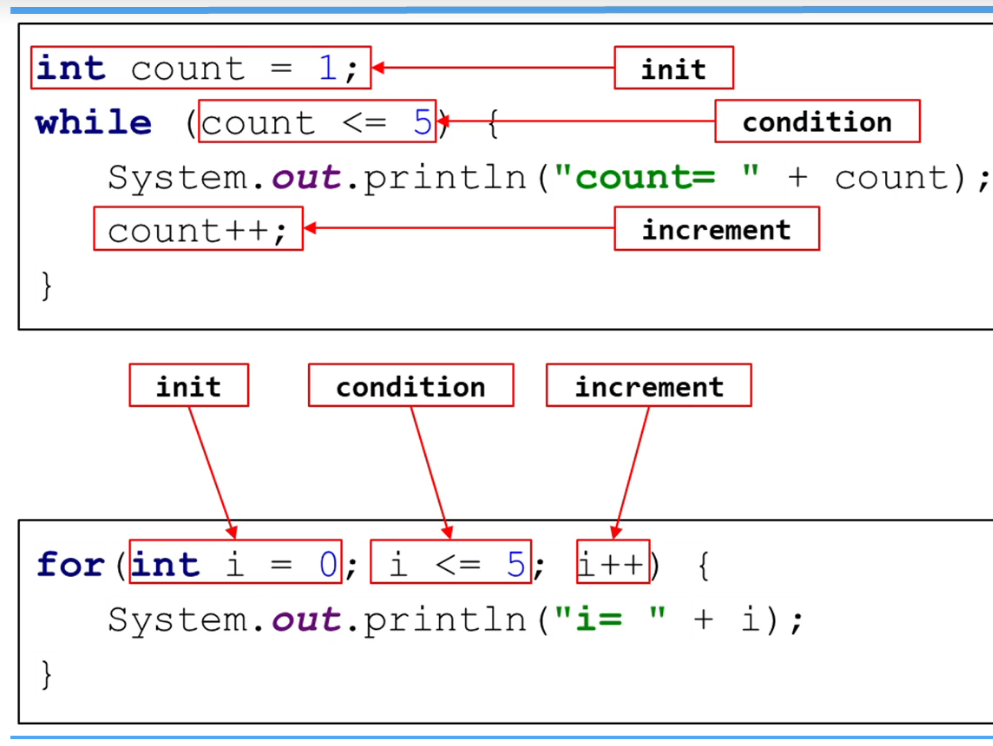 int count = 1; init
while (count <= 5) { condition
System.out.println("count= " + count);
count++; increment
}
init condition increment
for(int i = 0; i <= 5; i++) {
System.out.println("i= " + i);
}